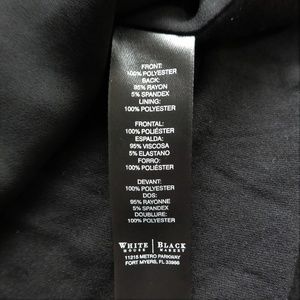 FRONT:
100% POLYESTER
BACK:
95% RAYON
5% SPANDEX
LINING:
100% POLYESTER
FRONTAL:
100% POLIÉSTER
ESPALDA:
95% VISCOSA
5% ELASTANO
FORRO:
100% POLIÉSTER
DEVANT:
100% POLYESTER
DOS:
95% RAYONNE
5% SPANDEX
DOUBLURE:
100% POLYESTER
WHITE | BLACK
HOUSE | MARKET
11215 METRO PARKWAY
FORT MYERS, FL 33966